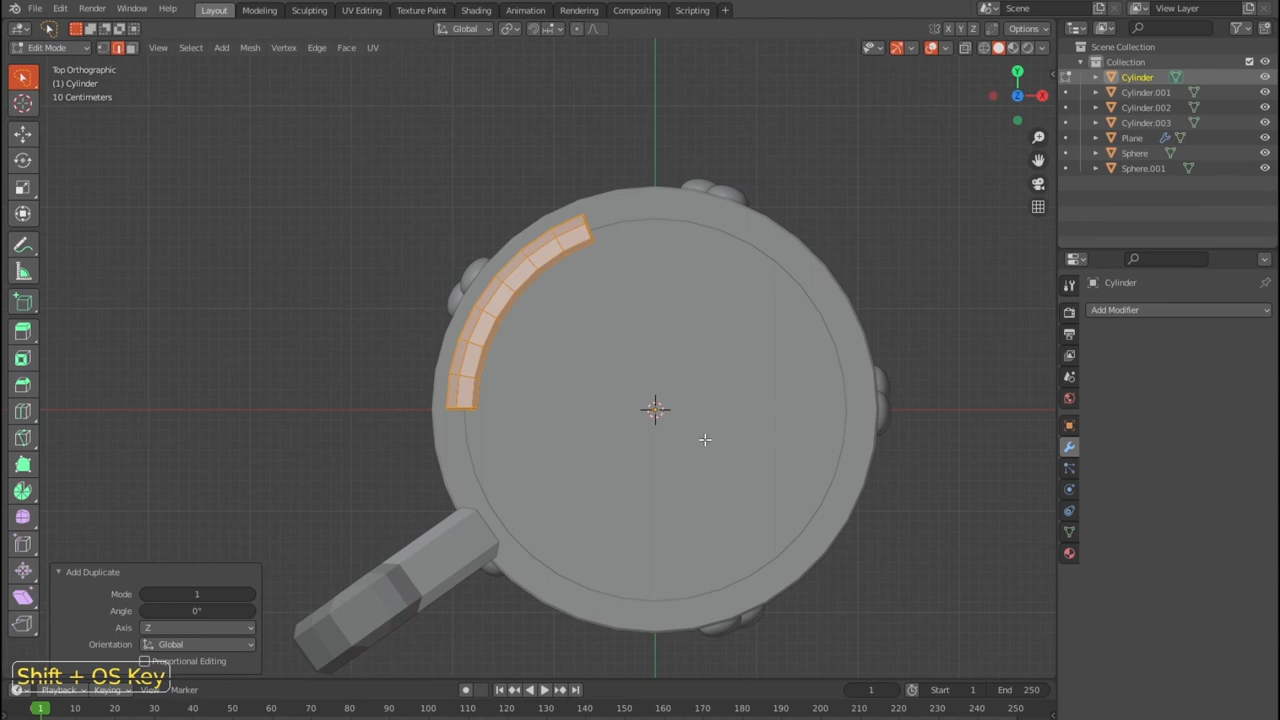 File Edit Render Window Help
Layout Modeling Sculpting UV Editing Texture Paint Shading Animation Rendering Compositing Scripting +
Scene
View Layer
Global
X Y Z Options
Edit Mode View Select Add Mesh Vertex Edge Face UV
Top Orthographic
(1) Cylinder
10 Centimeters
Y
Z X
Scene Collection
Collection
Cylinder
Cylinder.001
Cylinder.002
Cylinder.003
Plane
Sphere
Sphere.001
Cylinder
Add Modifier
Add Duplicate
Mode 1
Angle 0°
Axis Z
Orientation Global
Proportional Editing
Shift + OS Key
Playback Keying View Marker
1 Start 1 End 250
1 10 20 30 40 50 60 70 80 90 100 110 120 130 140 150 160 170 180 190 200 210 220 230 240 250